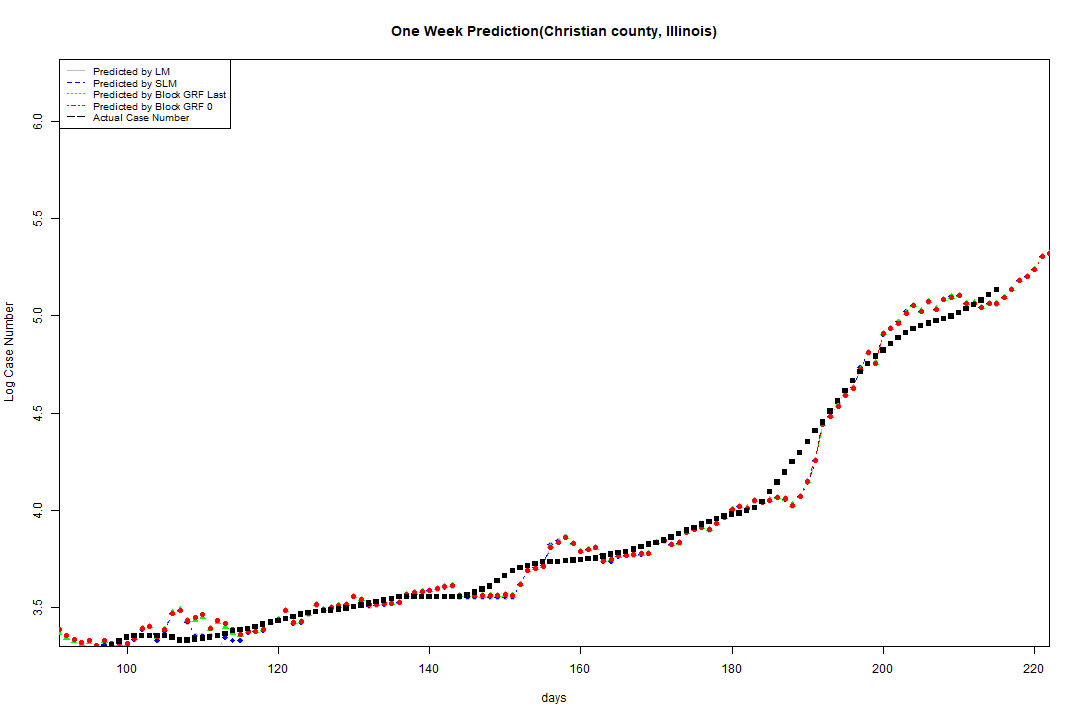 One Week Prediction(Christian county, Illinois)
Predicted by LM
Predicted by SLM
Predicted by Block GRF Last
Predicted by Block GRF 0
Actual Case Number
6.0
5.5
5.0
4.5
4.0
3.5
Log Case Number
100 120 140 160 180 200 220
days